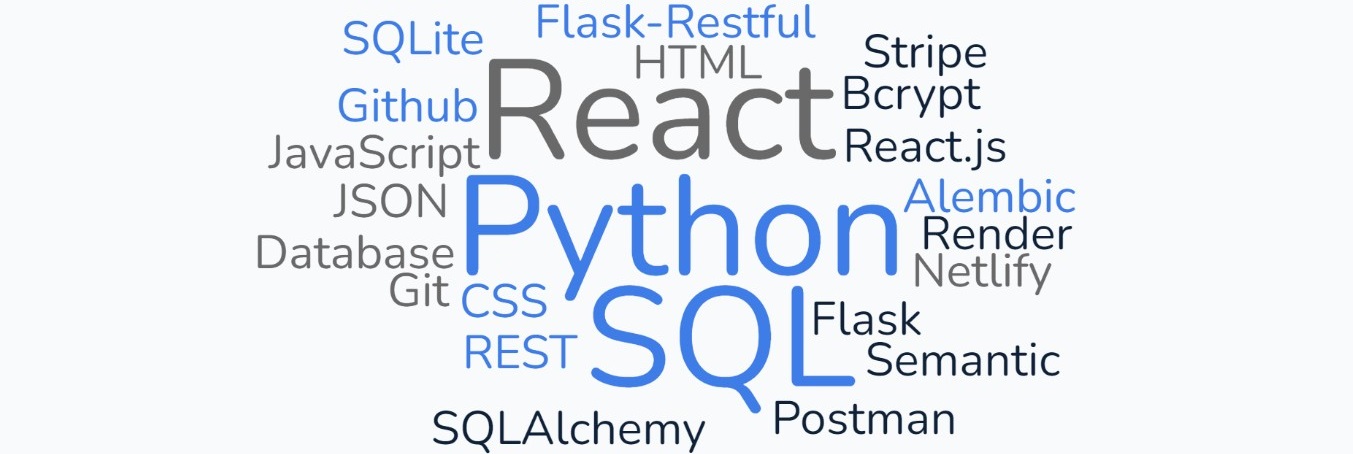 Flask-Restful
SQLite
HTML
Stripe
React
Bcrypt
Github
JavaScript
React.js
JSON
Python
Alembic
Render
Database
Netlify
Git
CSS
SQL
Flask
REST
Semantic
Postman
SQLAlchemy